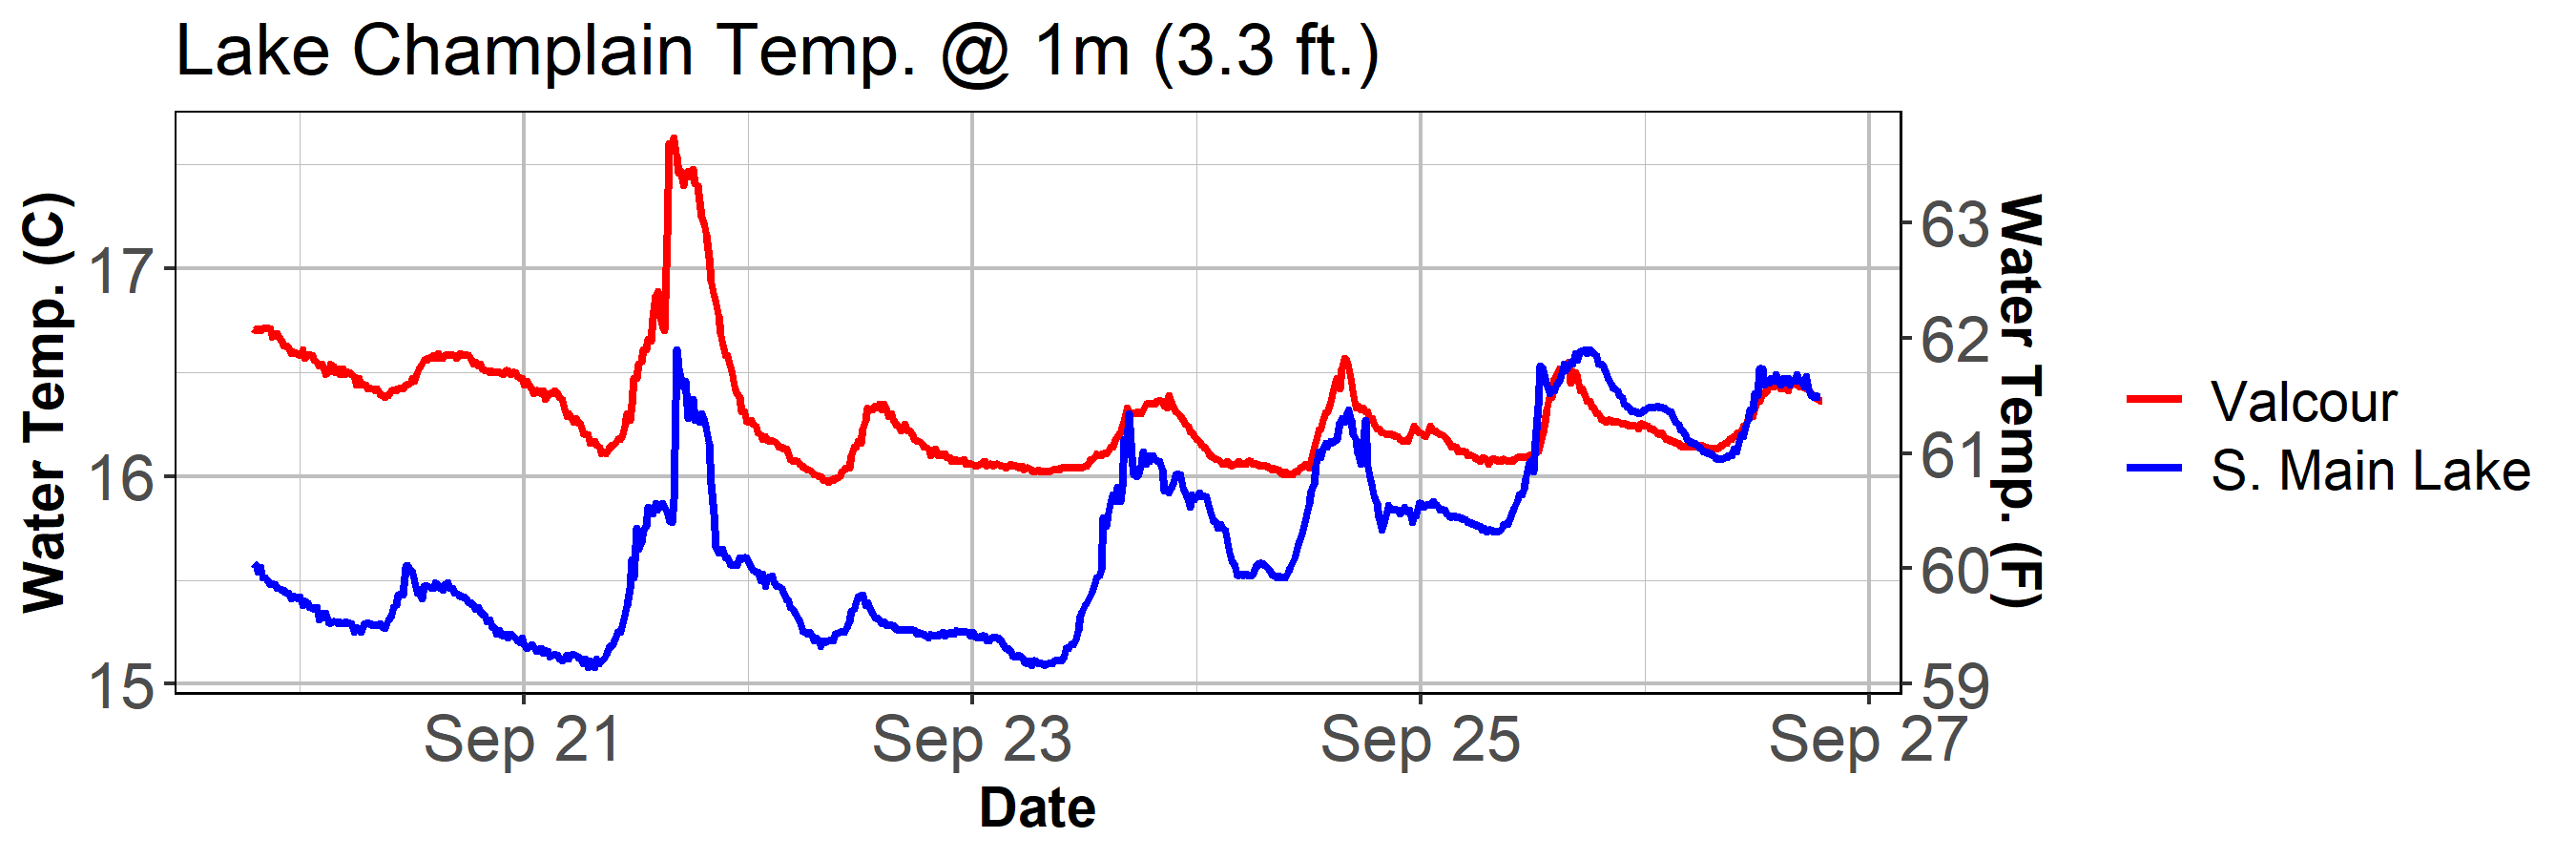 Lake Champlain Temp. @ 1m (3.3 ft.)
Water Temp. (C)
17
16
15
63
62
61
60
59
Water Temp. (F)
Valcour
S. Main Lake
Sep 21
Sep 23
Sep 25
Sep 27
Date